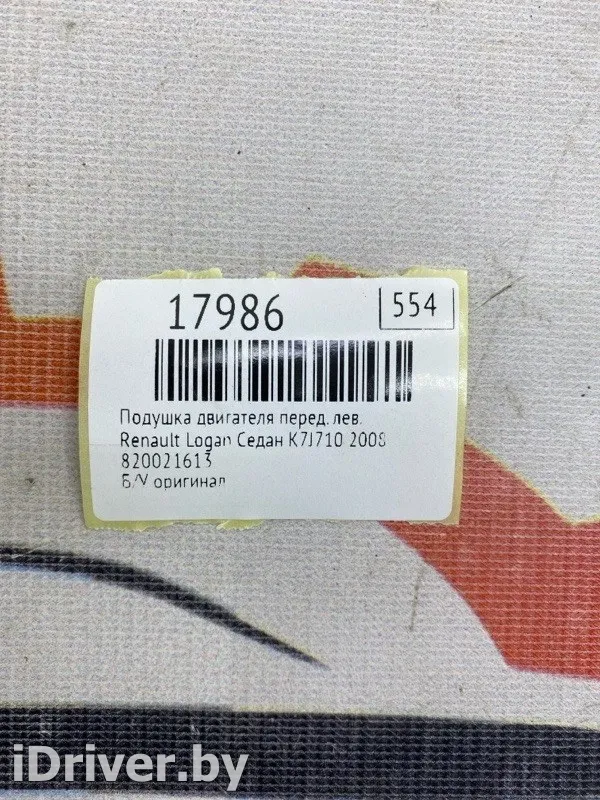 17986
554
Подушка двигателя перед. лев.
Renault Logan Седан K7J710 2008
820021613
Б/У оригинал
iDriver.by